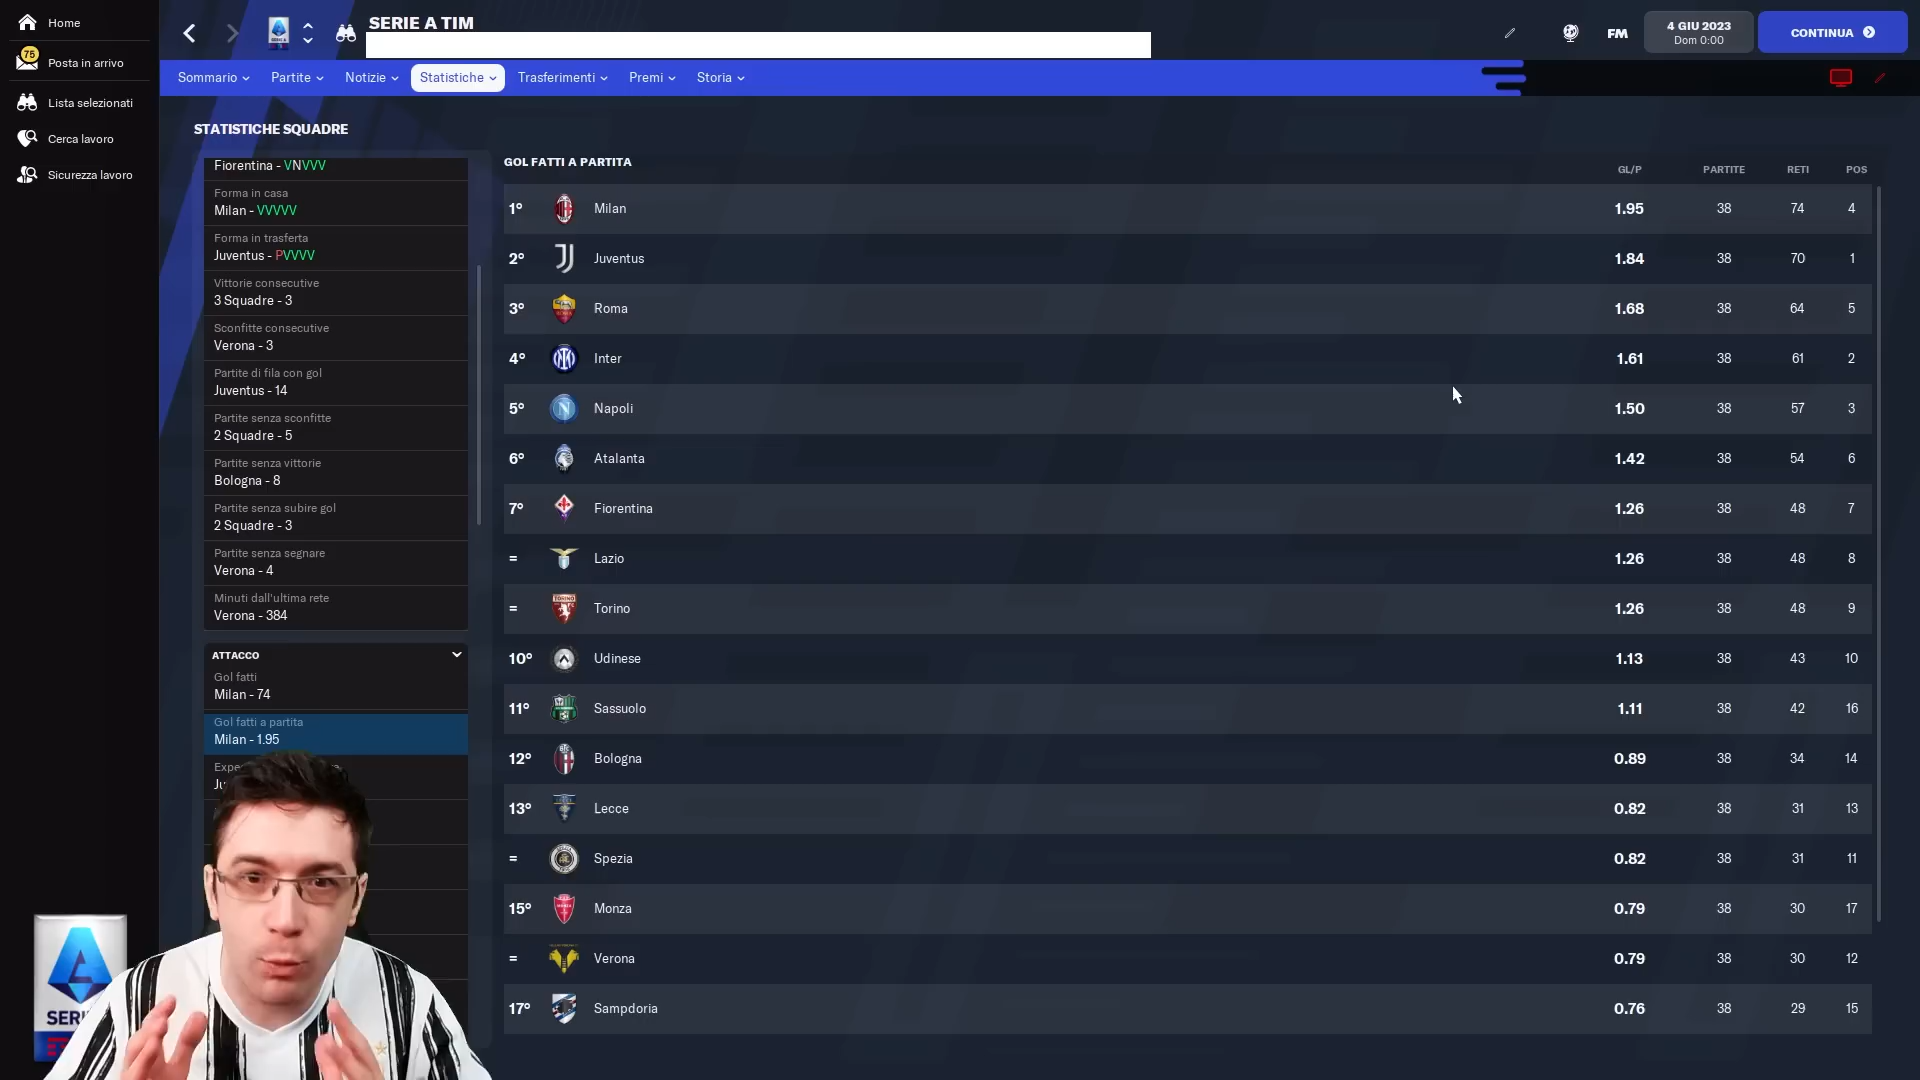 Home
75
Posta in arrivo
Lista selezionati
Cerca lavoro
Sicurezza lavoro
SERIE A TIM
FM
4 GIU 2023
Dom 0:00
CONTINUA
Sommario
Partite
Notizie
Statistiche
Trasferimenti
Premi
Storia
STATISTICHE SQUADRE
Fiorentina - VNVVV
Forma in casa
Milan - VVVVV
Forma in trasferta
Juventus - PVVVV
Vittorie consecutive
3 Squadre - 3
Sconfitte consecutive
Verona - 3
Partite di fila con gol
Juventus - 14
Partite senza sconfitte
2 Squadre - 5
Partite senza vittorie
Bologna - 8
Partite senza subire gol
2 Squadre - 3
Partite senza segnare
Verona - 4
Minuti dall'ultima rete
Verona - 384
ATTACCO
Gol fatti
Milan - 74
Gol fatti a partita
Milan - 1.95
GOL FATTI A PARTITA
GL/P PARTITE RETI POS
1° Milan 1.95 38 74 4
2° Juventus 1.84 38 70 1
3° Roma 1.68 38 64 5
4° Inter 1.61 38 61 2
5° Napoli 1.50 38 57 3
6° Atalanta 1.42 38 54 6
7° Fiorentina 1.26 38 48 7
= Lazio 1.26 38 48 8
= Torino 1.26 38 48 9
10° Udinese 1.13 38 43 10
11° Sassuolo 1.11 38 42 16
12° Bologna 0.89 38 34 14
13° Lecce 0.82 38 31 13
= Spezia 0.82 38 31 11
15° Monza 0.79 38 30 17
= Verona 0.79 38 30 12
17° Sampdoria 0.76 38 29 15